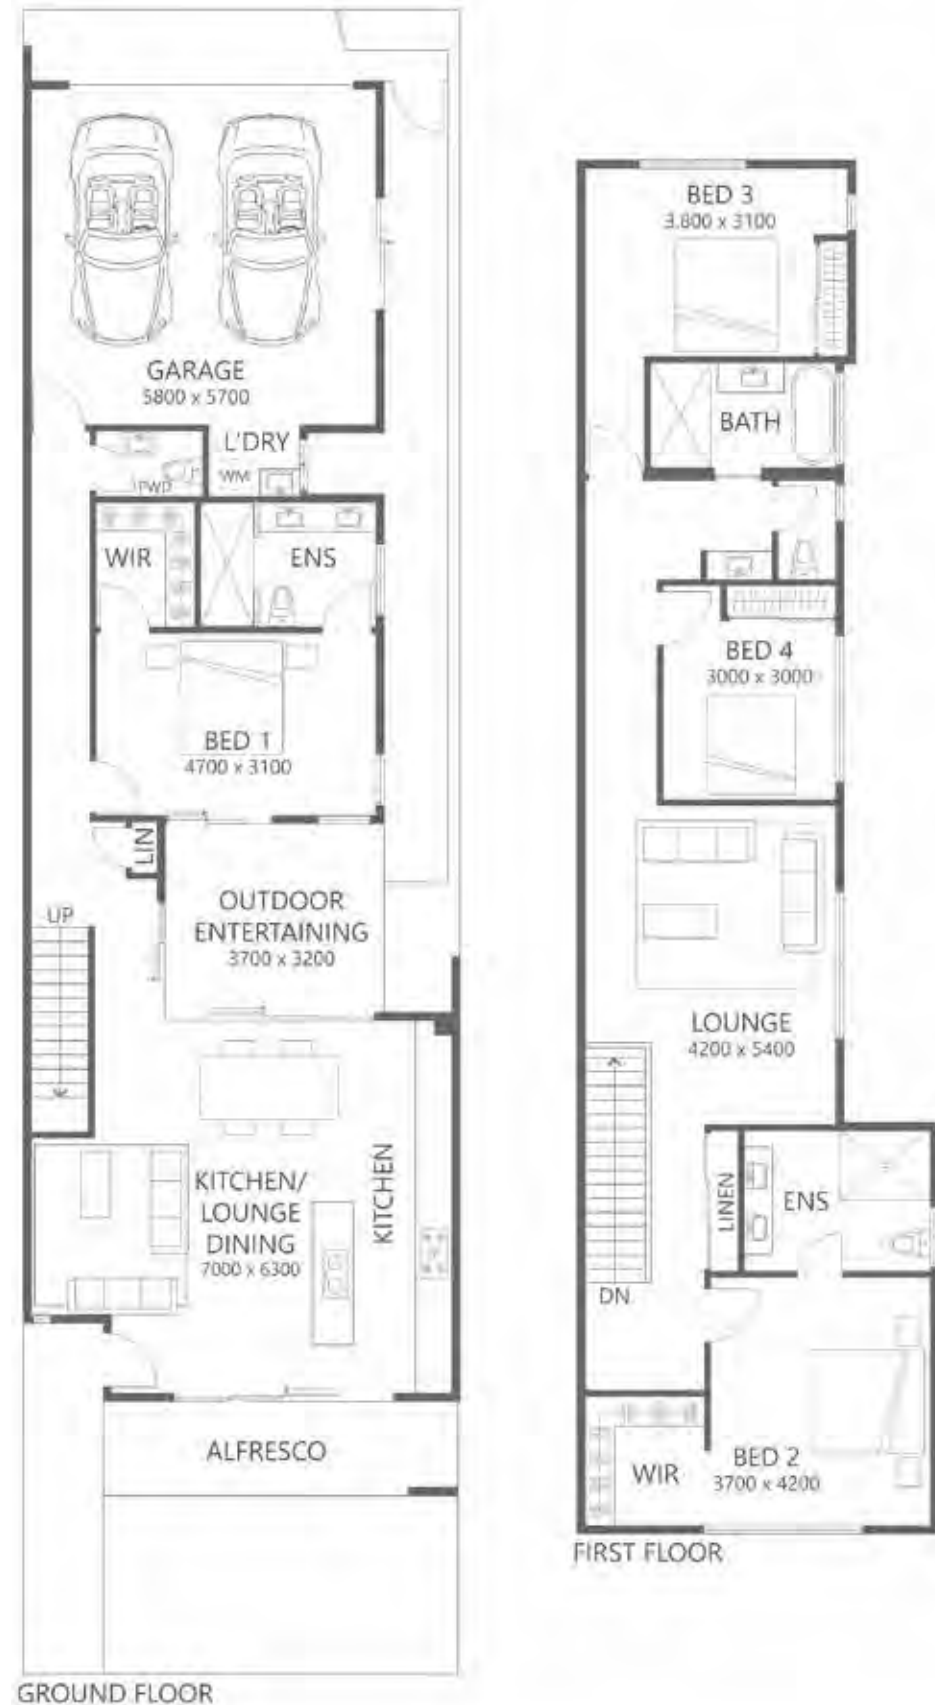 GARAGE
5800 x 5700
L'DRY
WM
PWD
WIR
ENS
BED 1
4700 x 3100
LIN
OUTDOOR
ENTERTAINING
3700 x 3200
UP
KITCHEN/
LOUNGE
DINING
7000 x 6300
KITCHEN
ALFRESCO
GROUND FLOOR
BED 3
3.800 x 3100
BATH
BED 4
3000 x 3000
LOUNGE
4200 x 5400
LINEN
ENS
DN
BED 2
3700 x 4200
WIR
FIRST FLOOR